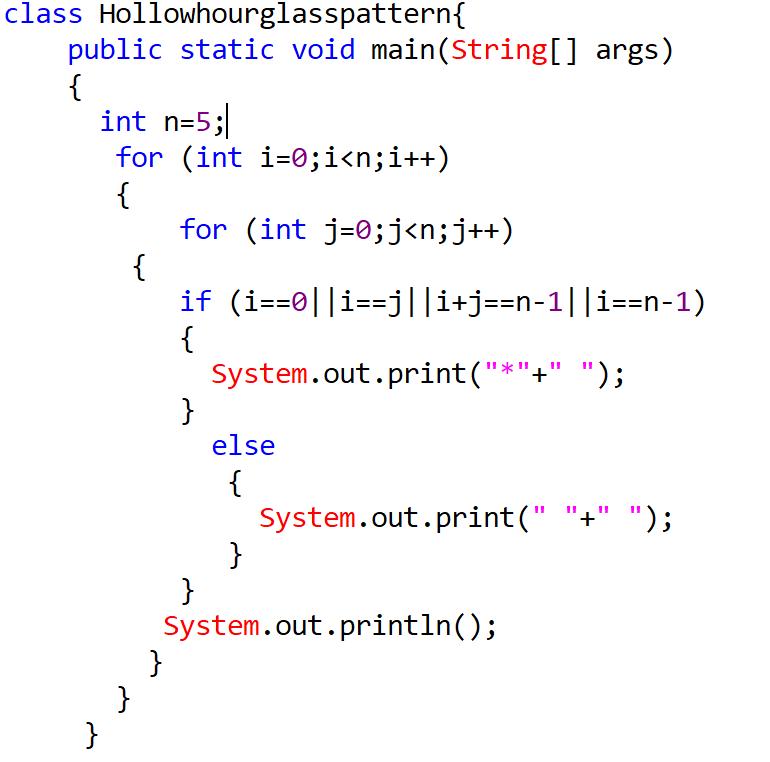 class Hollowhourglasspattern{
public static void main(String[] args)
{
int n=5;
for (int i=0;i<n;i++)
{
for (int j=0;j<n;j++)
{
if (i==0||i==j||i+j==n-1||i==n-1)
{
System.out.print("*"+" ");
}
else
{
System.out.print(" "+" ");
}
}
System.out.println();
}
}
}